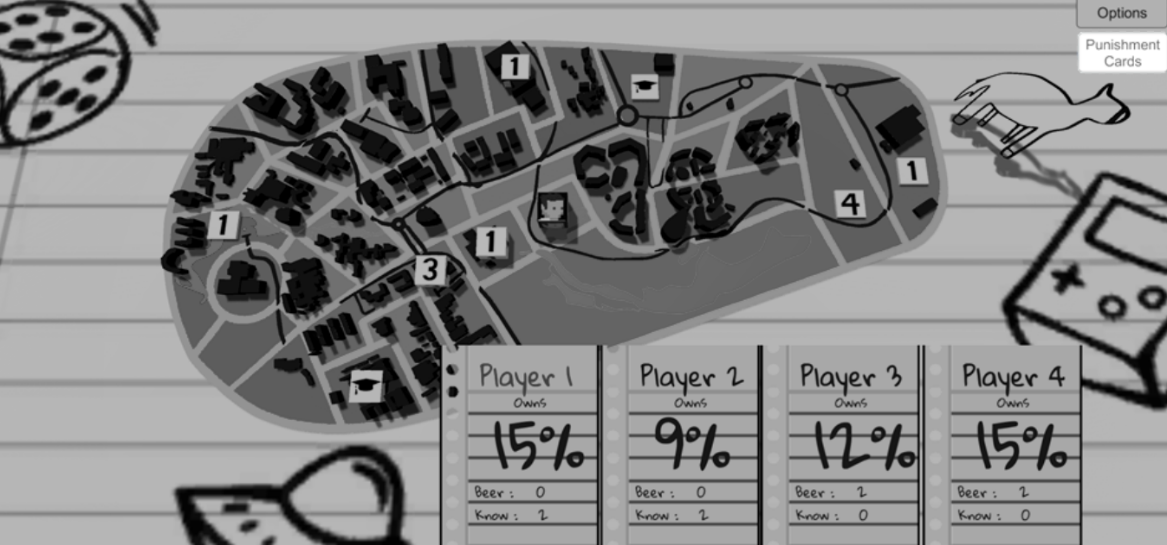 Options
Punishment
Cards
1
1
1
4
1
3
Player 1
Owns
15%
Beer : 0
Know : 2
Player 2
Owns
9%
Beer : 0
Know : 2
Player 3
Owns
12%
Beer : 2
Know : 0
Player 4
Owns
15%
Beer : 2
Know : 0